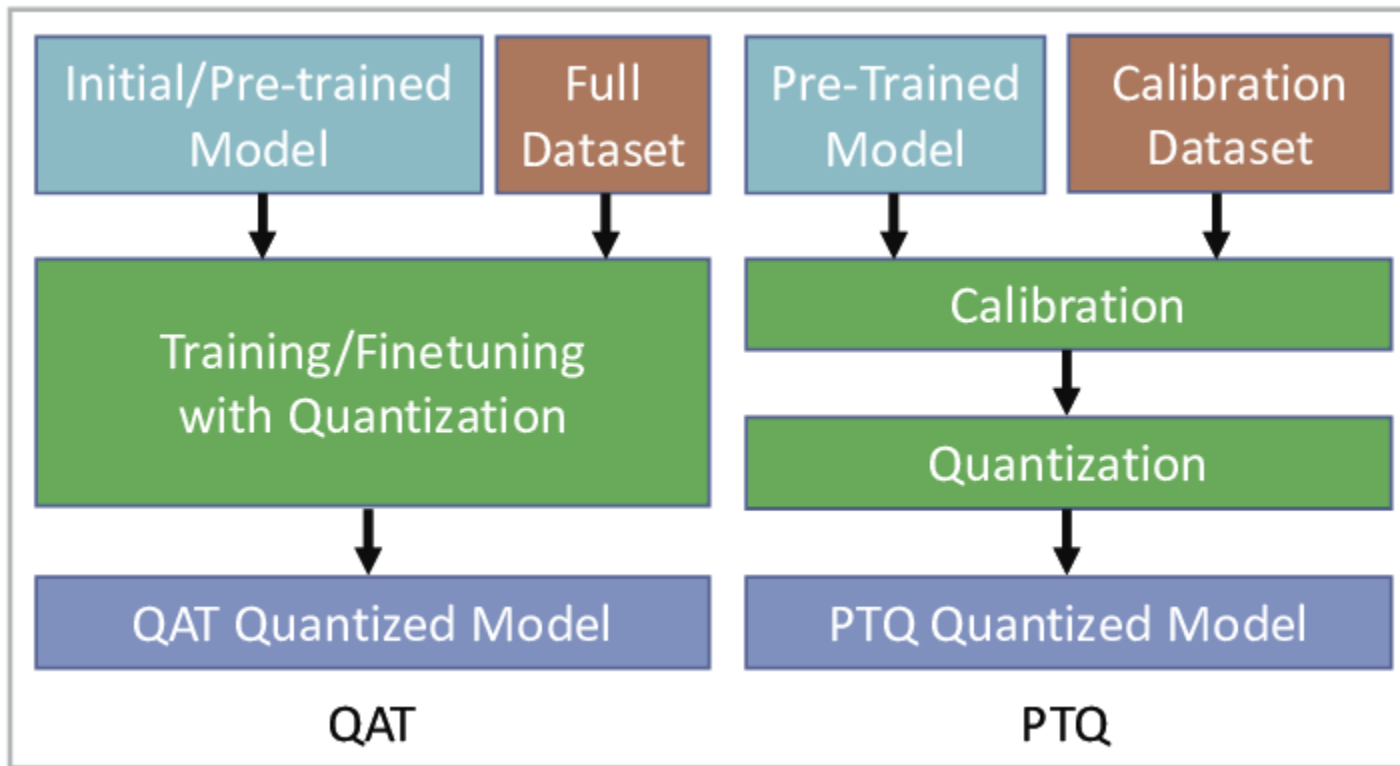 Initial/Pre-trained
Model
Full
Dataset
Training/Finetuning
with Quantization
QAT Quantized Model
QAT
Pre-Trained
Model
Calibration
Dataset
Calibration
Quantization
PTQ Quantized Model
PTQ